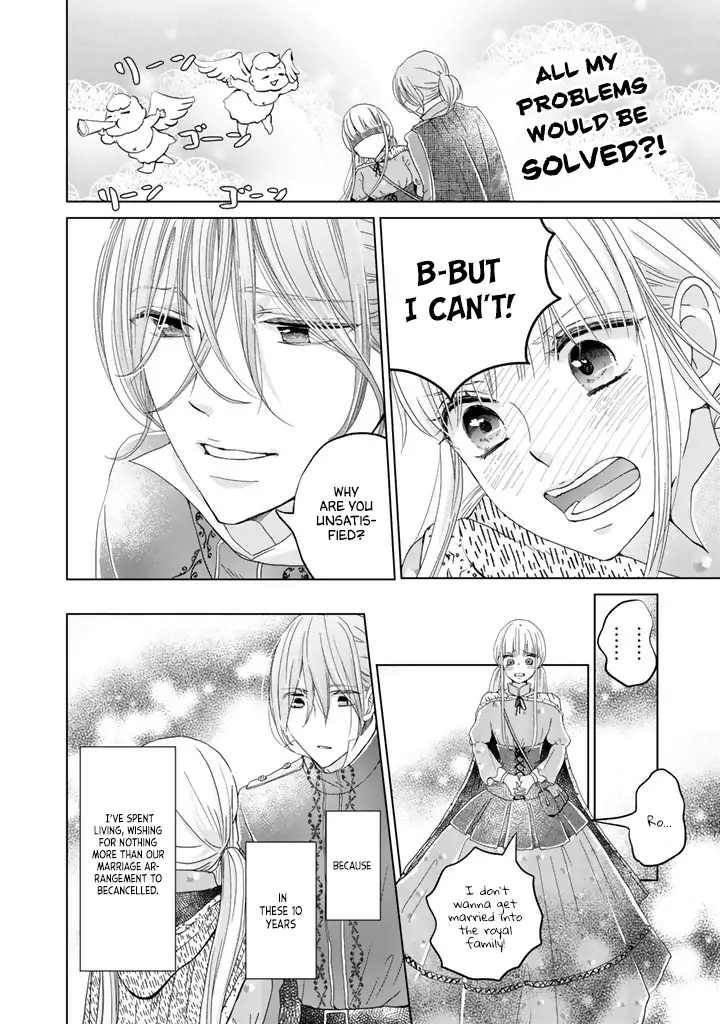 ALL MY
PROBLEMS
WOULD BE
SOLVED?!
リーン
ゴーン
リーン
ゴーン
B-BUT
I CAN'T!
WHY
ARE YOU
UNSATIS-
FIED?
......
Ro...
I don't
wanna get
married into
the royal
family!
BECAUSE
IN
THESE 10
YEARS
I'VE SPENT
LIVING, WISHING
FOR NOTHING
MORE THAN OUR
MARRIAGE AR-
RANGEMENT TO
BECANCELLED.